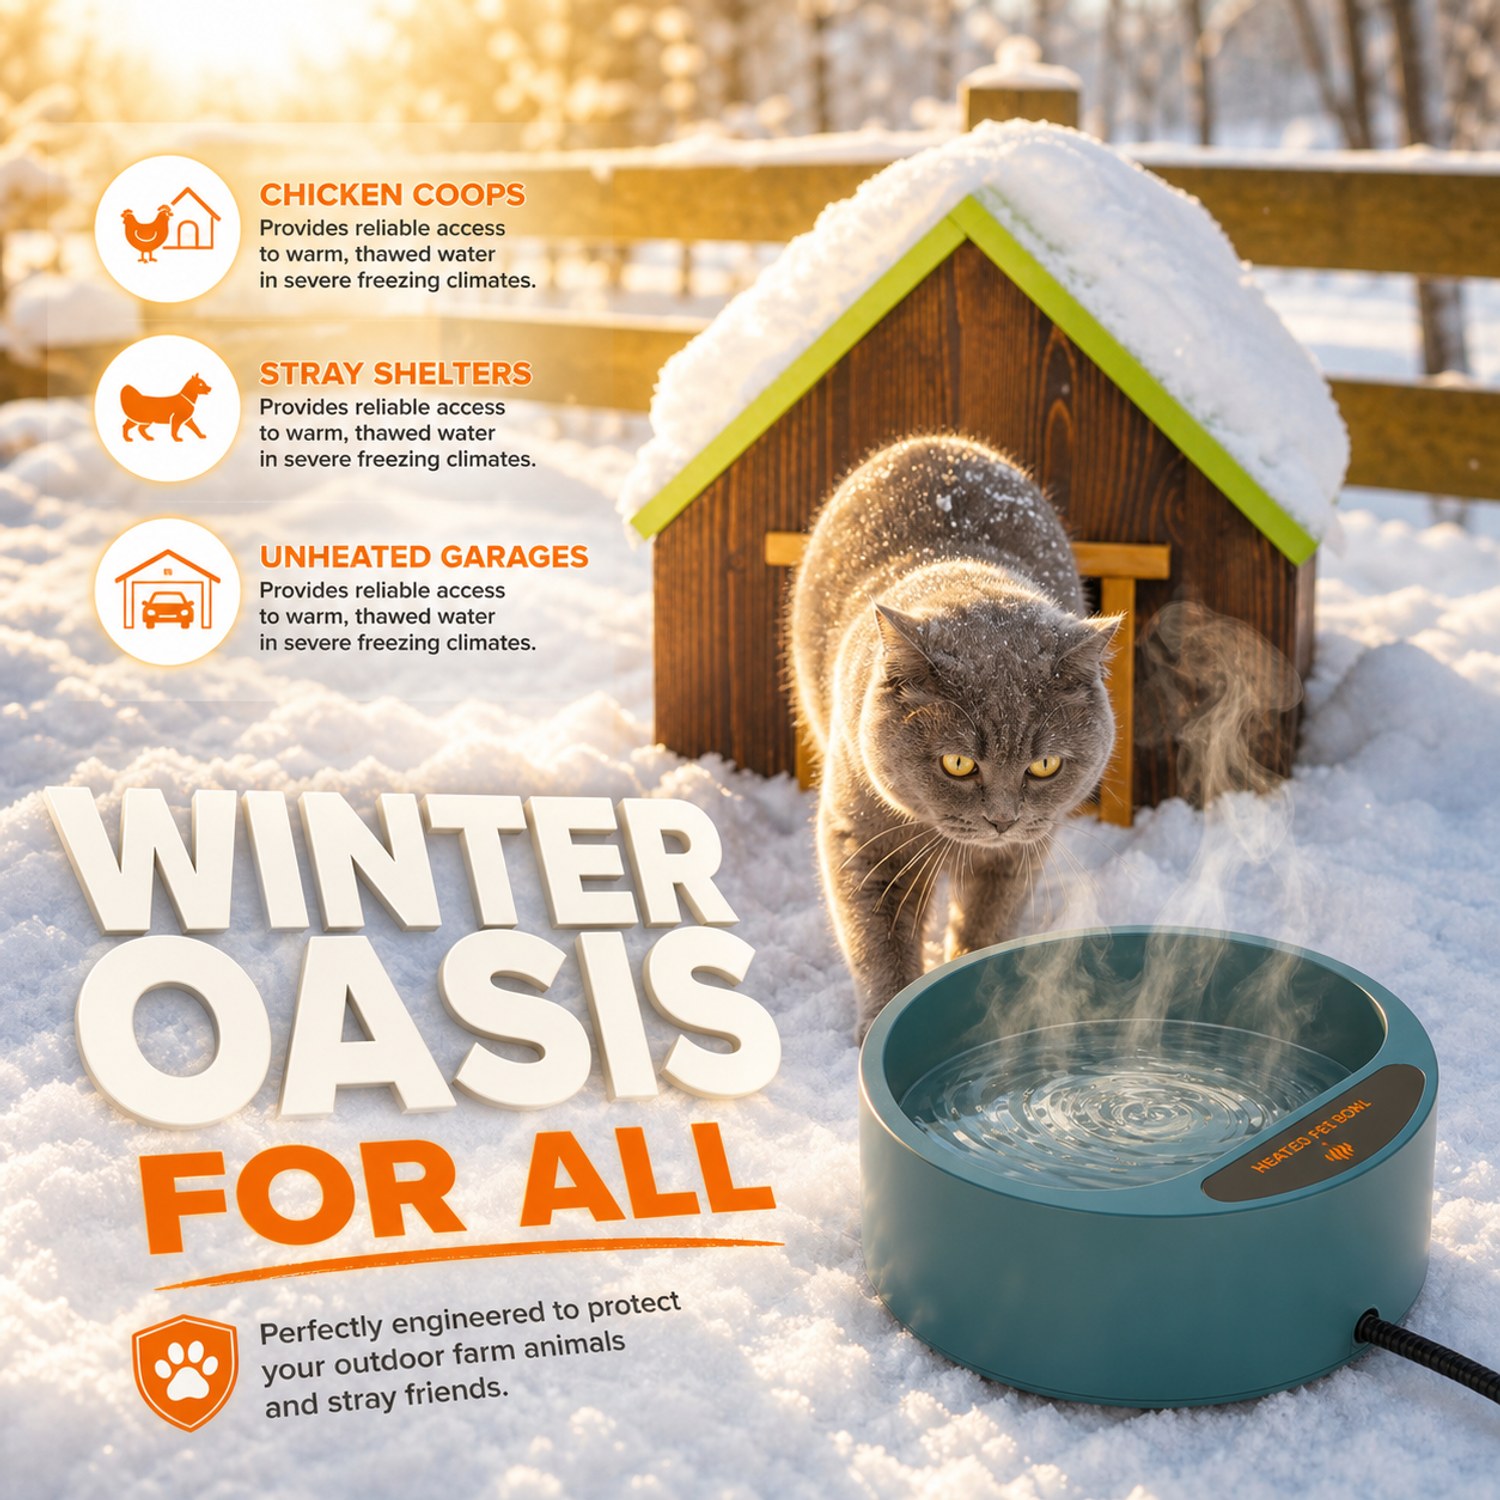 CHICKEN COOPS
Provides reliable access
to warm, thawed water
in severe freezing climates.
STRAY SHELTERS
Provides reliable access
to warm, thawed water
in severe freezing climates.
UNHEATED GARAGES
Provides reliable access
to warm, thawed water
in severe freezing climates.
WINTER
OASIS
FOR ALL
Perfectly engineered to protect
your outdoor farm animals
and stray friends.
HEATED PET BOWL